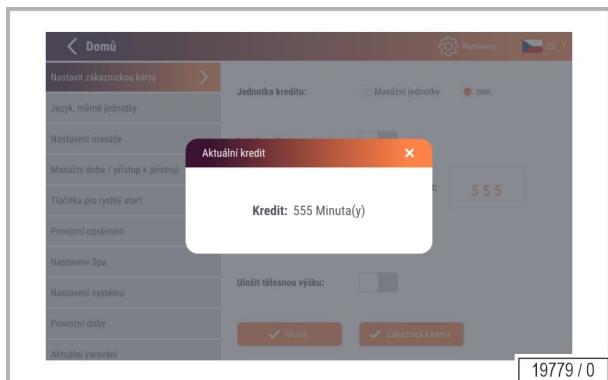 Domů
Nastavení
CZ
Nastavit zákaznickou kartu
Jazyk, měrné jednotky
Nastavení masáže
Masážní doba / přístup k přístroji
Tlačítka pro rychlý start
Provozní oprávnění
Nastavení Spa
Nastavení systému
Provozní doby
Aktuální varování
Jednotka kreditu:
Masážní jednotky
min.
555
Aktuální kredit
Kredit: 555 Minuta(y)
Uložit tělesnou výšku:
Uložit
Zákaznická karta
19779 / 0